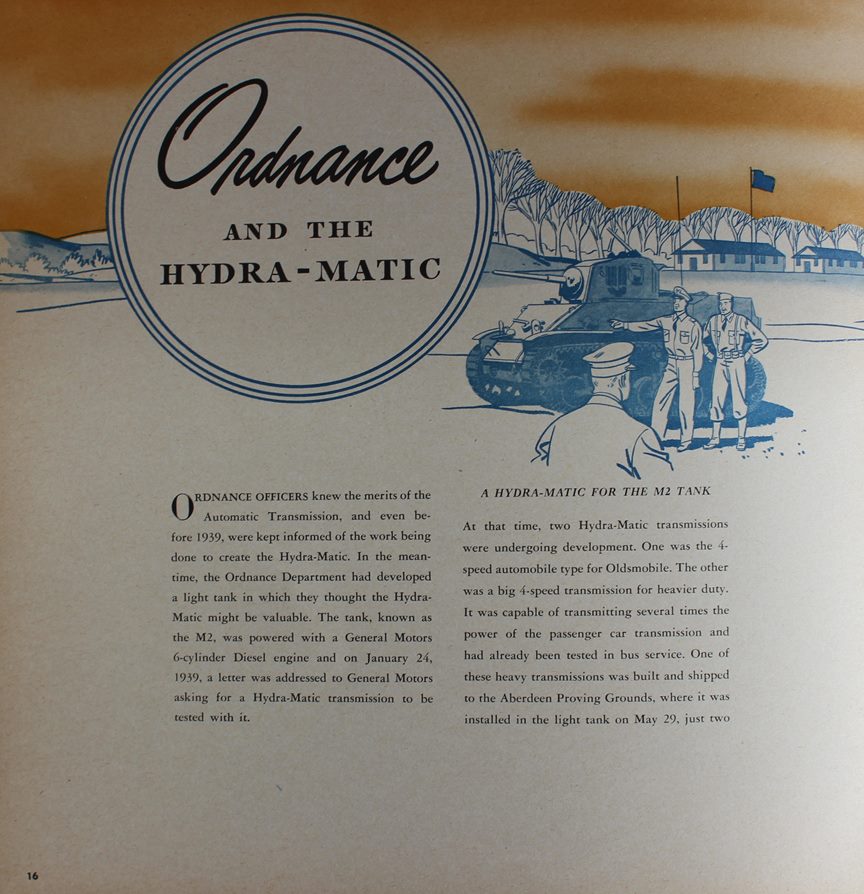 Ordnance
AND THE
HYDRA-MATIC
ORDNANCE OFFICERS knew the merits of the
Automatic Transmission, and even be-
fore 1939, were kept informed of the work being
done to create the Hydra-Matic. In the mean-
time, the Ordnance Department had developed
a light tank in which they thought the Hydra-
Matic might be valuable. The tank, known as
the M2, was powered with a General Motors
6-cylinder Diesel engine and on January 24,
1939, a letter was addressed to General Motors
asking for a Hydra-Matic transmission to be
tested with it.
A HYDRA-MATIC FOR THE M2 TANK
At that time, two Hydra-Matic transmissions
were undergoing development. One was the 4-
speed automobile type for Oldsmobile. The other
was a big 4-speed transmission for heavier duty.
It was capable of transmitting several times the
power of the passenger car transmission and
had already been tested in bus service. One of
these heavy transmissions was built and shipped
to the Aberdeen Proving Grounds, where it was
installed in the light tank on May 29, just two
16